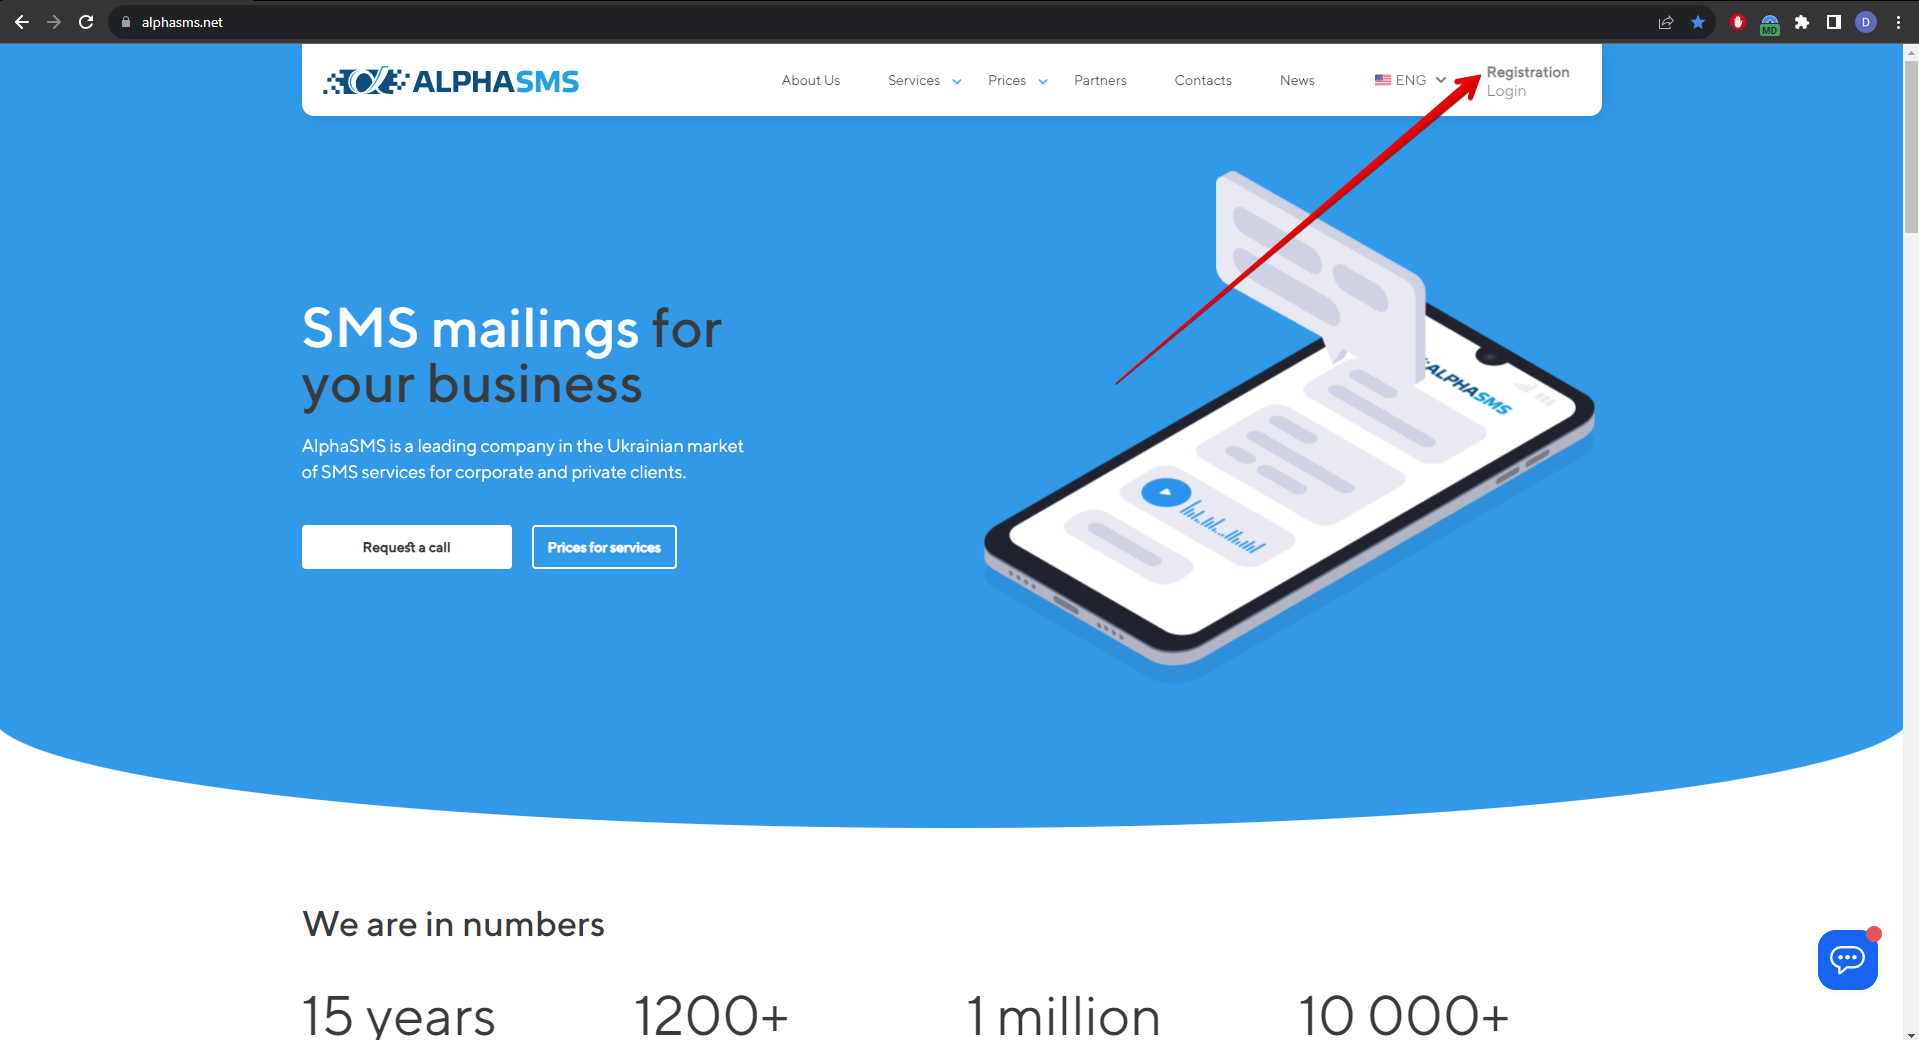 alphasms.net
MD
D
ALPHASMS
About Us
Services
Prices
Partners
Contacts
News
ENG
Registration
Login
SMS mailings for
your business
AlphaSMS is a leading company in the Ukrainian market
of SMS services for corporate and private clients.
Request a call
Prices for services
ALPHASMS
We are in numbers
15 years
1200+
1 million
10 000+